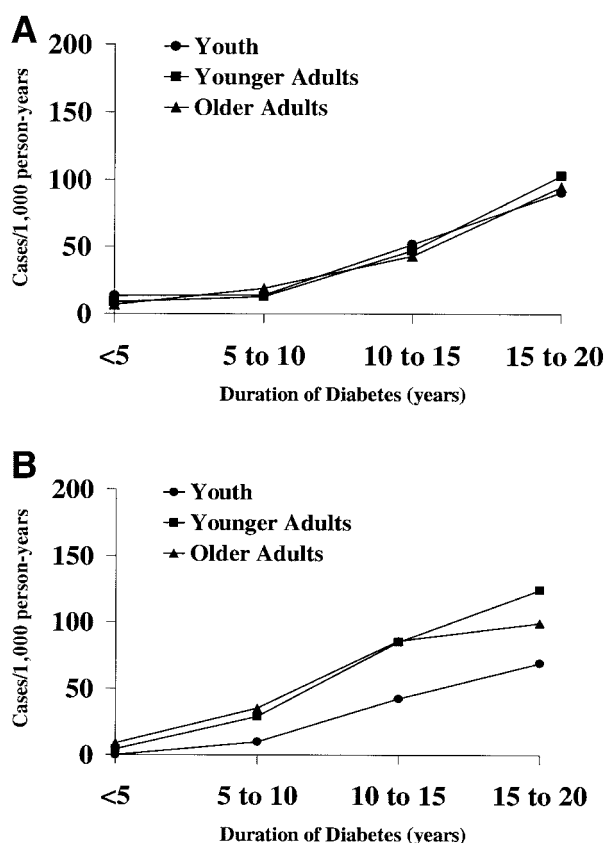 A
200
150
100
50
0
Cases/1,000 person-years
Youth
Younger Adults
Older Adults
<5 5 to 10 10 to 15 15 to 20
Duration of Diabetes (years)
B
200
150
100
50
0
Cases/1,000 person-years
Youth
Younger Adults
Older Adults
<5 5 to 10 10 to 15 15 to 20
Duration of Diabetes (years)